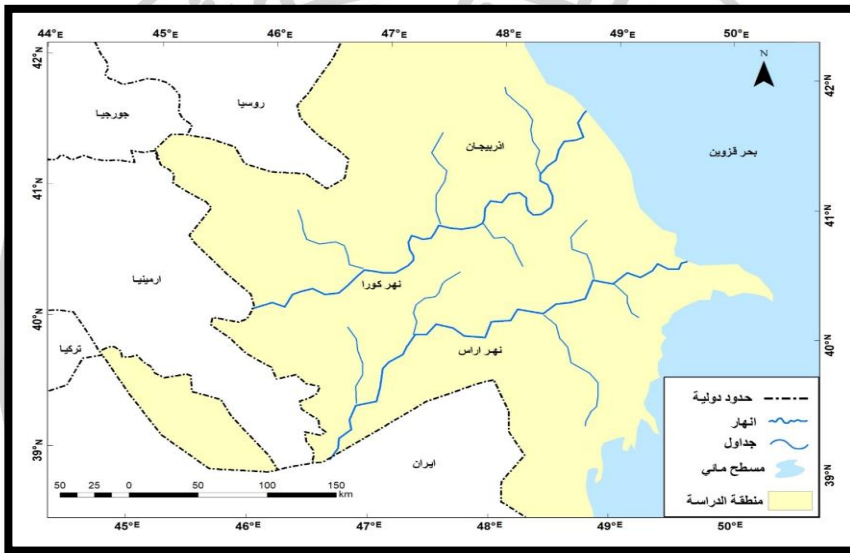 44°E 45°E 46°E 47°E 48°E 49°E 50°E
42°N
42°N
روسيا
جورجيا
اذربيجان
بحر قزوين
41°N
41°N
ارمينيا
نهر كورا
40°N
40°N
تركيا
نهر اراس
39°N
39°N
ايران
حدود دولية
انهار
جداول
مسطح مائي
منطقة الدراسة
50 25 0 50 100 150
km
45°E 46°E 47°E 48°E 49°E 50°E
N